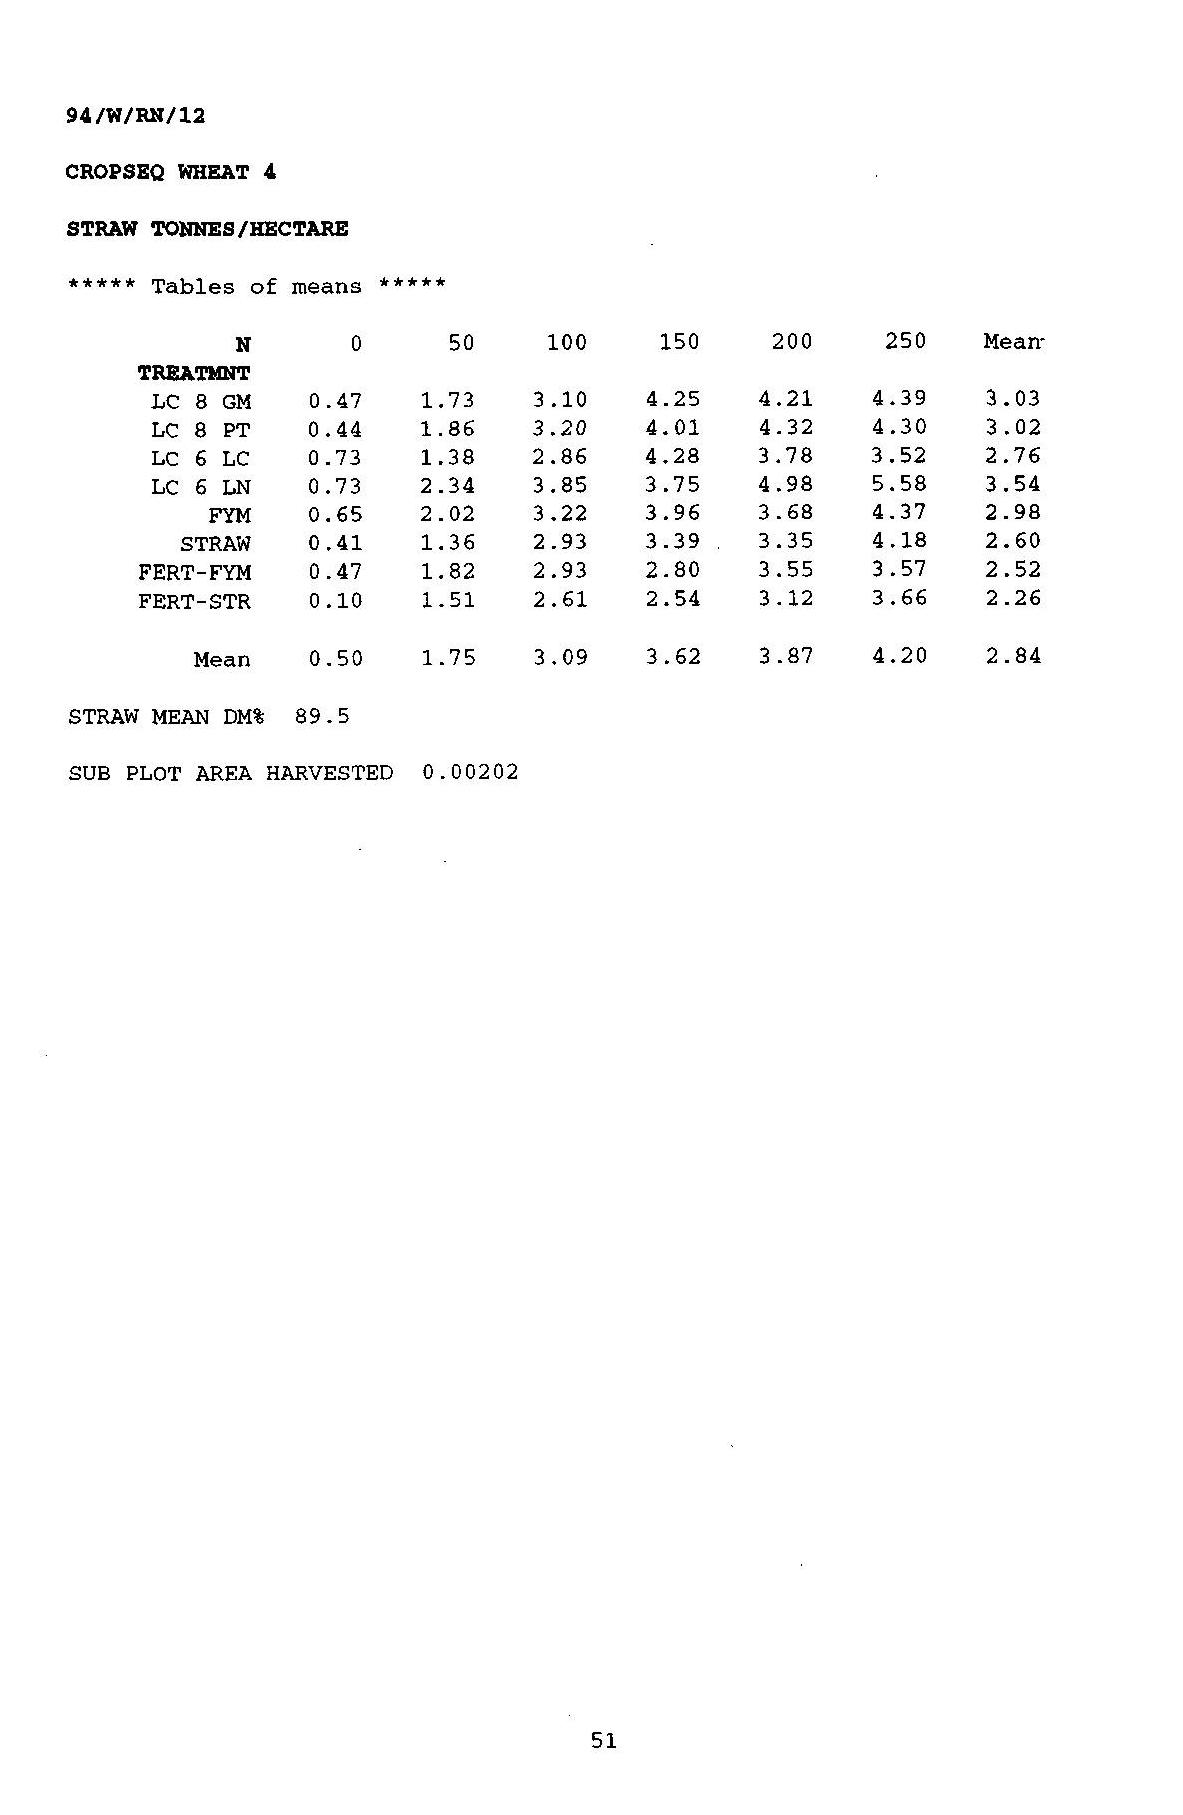 94/W/RN/12
CROPSEQ WHEAT 4
STRAW TONNES/HECTARE
***** Tables of means *****
N 0 50 100 150 200 250 Mean
TREATMNT
LC 8 GM 0.47 1.73 3.10 4.25 4.21 4.39 3.03
LC 8 PT 0.44 1.86 3.20 4.01 4.32 4.30 3.02
LC 6 LC 0.73 1.38 2.86 4.28 3.78 3.52 2.76
LC 6 LN 0.73 2.34 3.85 3.75 4.98 5.58 3.54
FYM 0.65 2.02 3.22 3.96 3.68 4.37 2.98
STRAW 0.41 1.36 2.93 3.39 3.35 4.18 2.60
FERT-FYM 0.47 1.82 2.93 2.80 3.55 3.57 2.52
FERT-STR 0.10 1.51 2.61 2.54 3.12 3.66 2.26
Mean 0.50 1.75 3.09 3.62 3.87 4.20 2.84
STRAW MEAN DM% 89.5
SUB PLOT AREA HARVESTED 0.00202
51